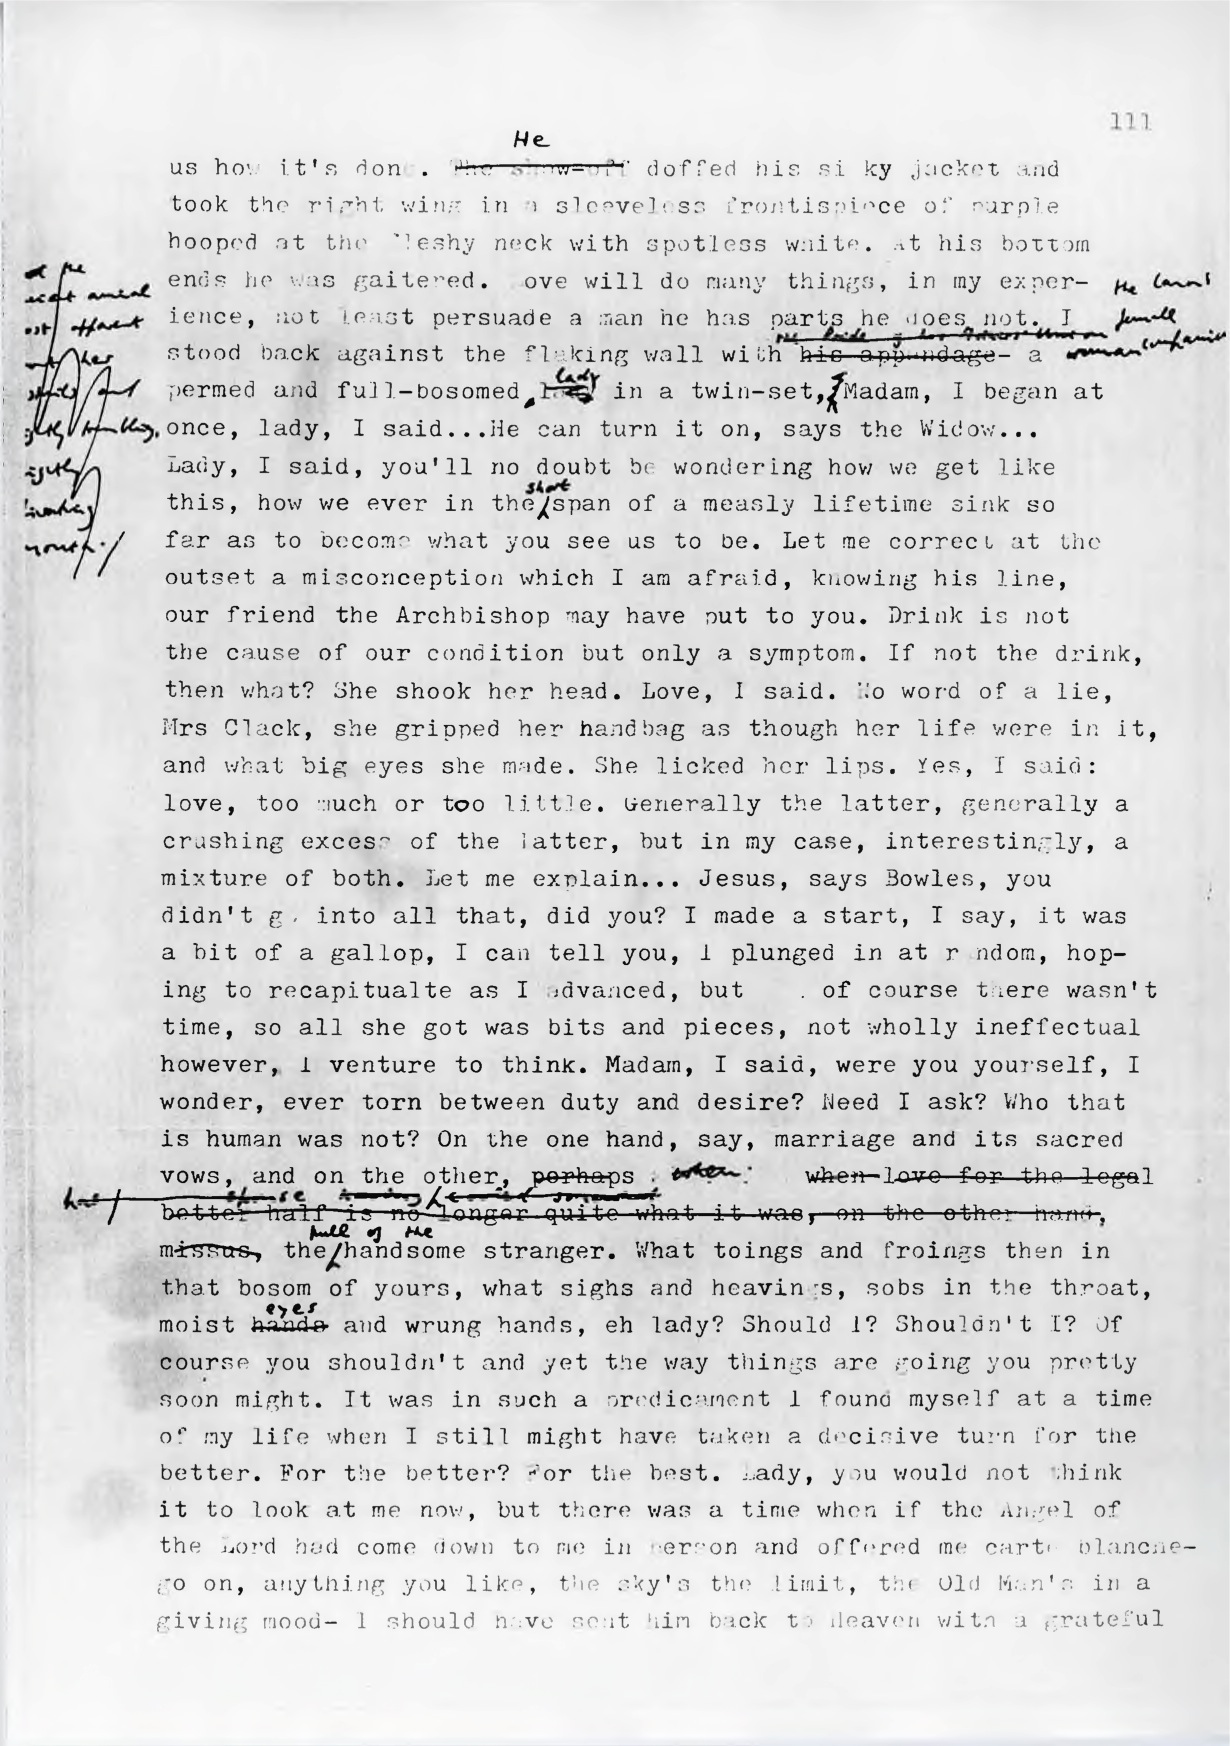 111
He
us how it's done. The show-off doffed his silky jacket and
took the right wing in a sleeveless frontispiece of purple
hooped at the fleshy neck with spotless white. At his bottom
ends he was gaitered. ove will do many things, in my exper-
ience, not least persuade a man he has parts he does not. I
female
stood back against the flaking wall with his appendage- a
woman companion
lady
permed and full-bosomed, in a twin-set, Madam, I began at
once, lady, I said...He can turn it on, says the Widow...
Lady, I said, you'll no doubt be wondering how we get like
short
this, how we ever in the/span of a measly lifetime sink so
far as to become what you see us to be. Let me correct at the
mouth./
outset a misconception which I am afraid, knowing his line,
our friend the Archbishop may have put to you. Drink is not
the cause of our condition but only a symptom. If not the drink,
then what? She shook her head. Love, I said. No word of a lie,
Mrs Clack, she gripped her handbag as though her life were in it,
and what big eyes she made. She licked her lips. Yes, I said:
love, too much or too little. Generally the latter, generally a
crushing excess of the latter, but in my case, interestingly, a
mixture of both. Let me explain... Jesus, says Bowles, you
didn't g. into all that, did you? I made a start, I say, it was
a bit of a gallop, I can tell you, I plunged in at r ndom, hop-
ing to recapitualte as I advanced, but . of course there wasn't
time, so all she got was bits and pieces, not wholly ineffectual
however, I venture to think. Madam, I said, were you yourself, I
wonder, ever torn between duty and desire? Need I ask? Who that
is human was not? On the one hand, say, marriage and its sacred
vows, and on the other, perhaps when: when love for the legal
better half is no longer quite what it was, on the other hand,
pull of the
missus, the/handsome stranger. What toings and froings then in
that bosom of yours, what sighs and heavings, sobs in the throat,
eyes
moist hands and wrung hands, eh lady? Should I? Shouldn't I? Of
course you shouldn't and yet the way things are going you pretty
soon might. It was in such a predicament I found myself at a time
of my life when I still might have taken a decisive turn for the
better. For the better? For the best. Lady, you would not think
it to look at me now, but there was a time when if the Angel of
the Lord had come down to me in person and offered me carte blanche-
go on, anything you like, the sky's the limit, the Old Man's in a
giving mood- I should have sent him back to Heaven with a grateful